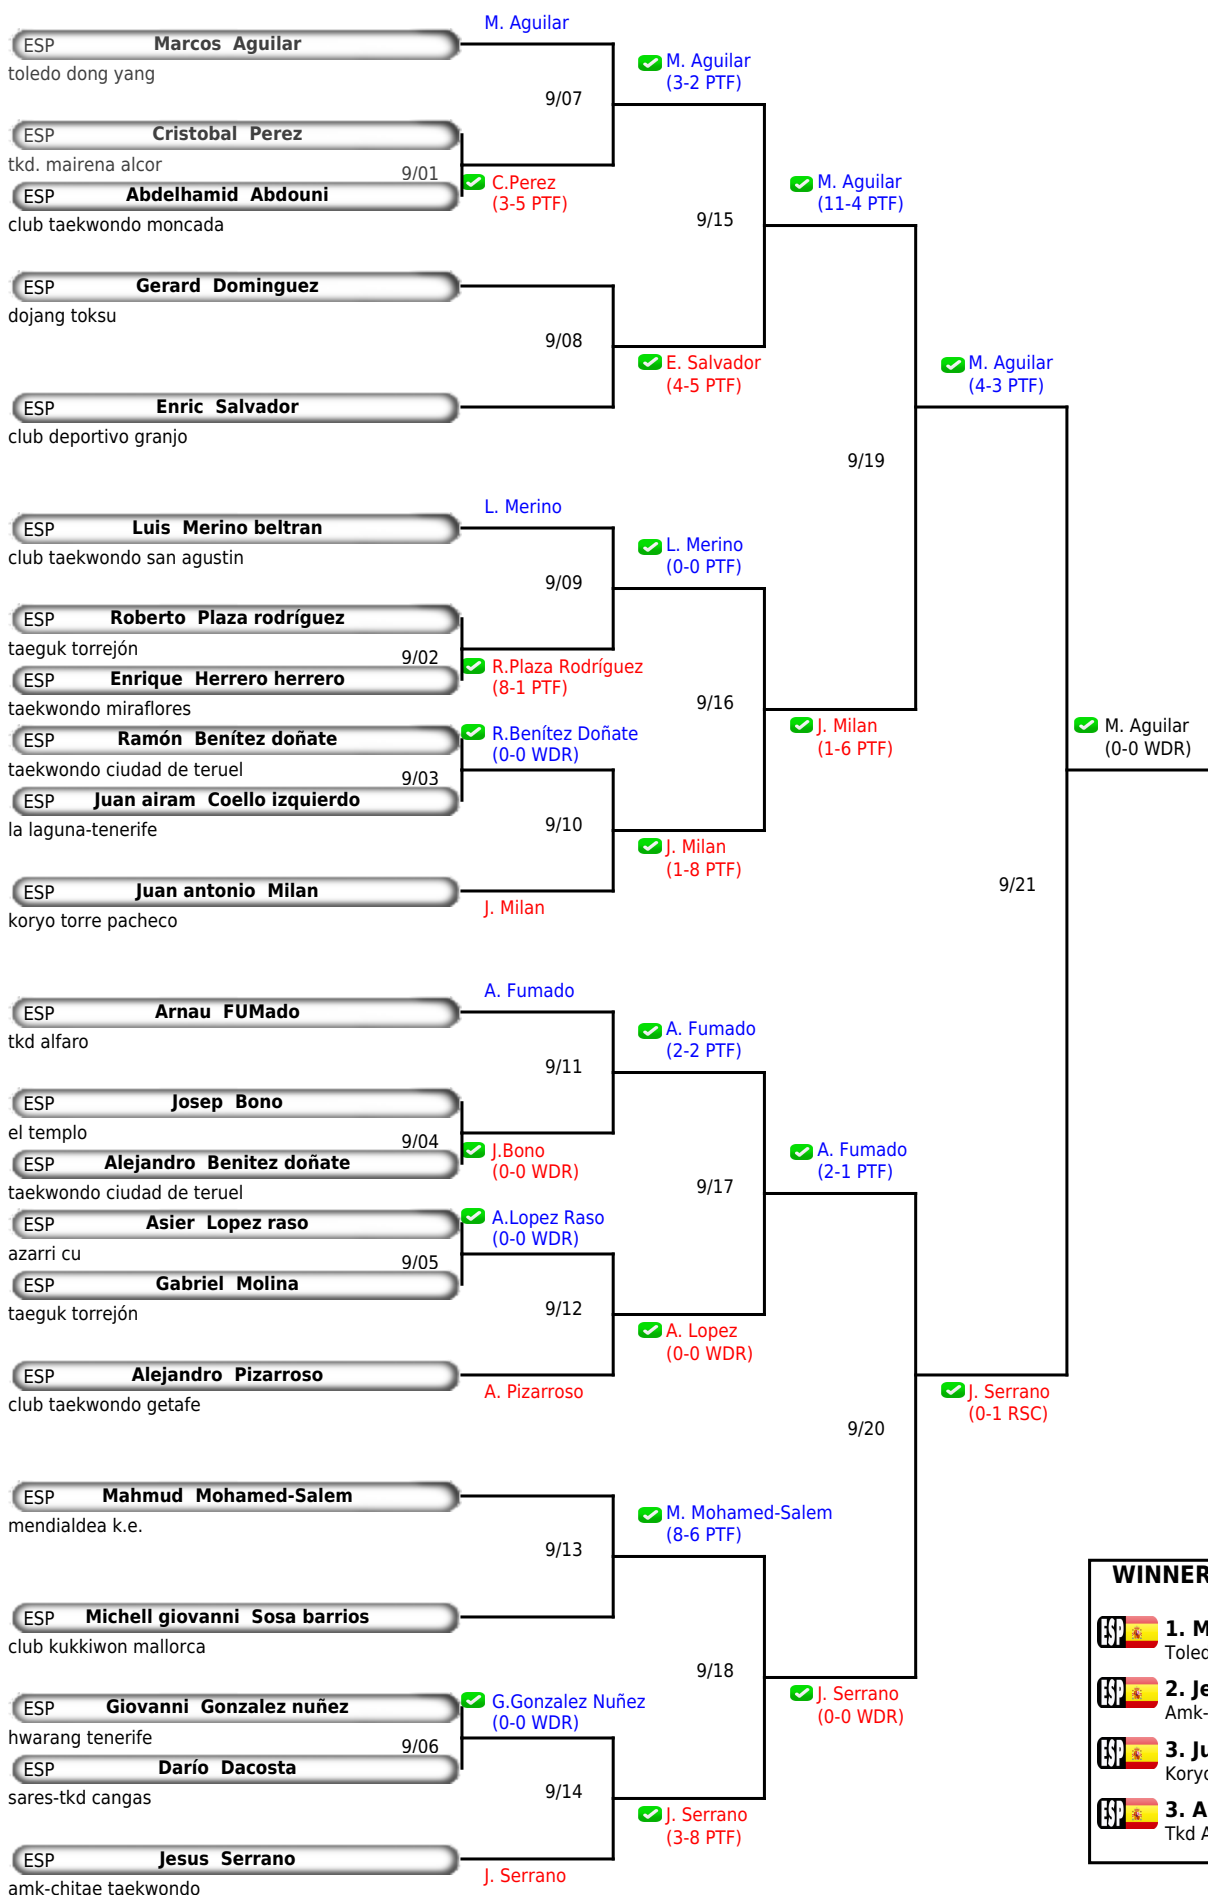 M. Aguilar
ESP Marcos Aguilar
toledo dong yang
M. Aguilar
(3-2 PTF)
9/07
ESP Cristobal Perez
tkd. mairena alcor
9/01
C.Perez
(3-5 PTF)
ESP Abdelhamid Abdouni
club taekwondo moncada
M. Aguilar
(11-4 PTF)
9/15
ESP Gerard Dominguez
dojang toksu
9/08
E. Salvador
(4-5 PTF)
M. Aguilar
(4-3 PTF)
ESP Enric Salvador
club deportivo granjo
9/19
L. Merino
ESP Luis Merino beltran
club taekwondo san agustin
L. Merino
(0-0 PTF)
9/09
ESP Roberto Plaza rodríguez
taeguk torrejón
9/02
R.Plaza Rodríguez
(8-1 PTF)
ESP Enrique Herrero herrero
taekwondo miraflores
9/16
J. Milan
(1-6 PTF)
M. Aguilar
(0-0 WDR)
ESP Ramón Benítez doñate
R.Benítez Doñate
(0-0 WDR)
taekwondo ciudad de teruel
9/03
ESP Juan airam Coello izquierdo
la laguna-tenerife
9/10
J. Milan
(1-8 PTF)
ESP Juan antonio Milan
koryo torre pacheco
J. Milan
9/21
A. Fumado
ESP Arnau FUMado
tkd alfaro
A. Fumado
(2-2 PTF)
9/11
ESP Josep Bono
el templo
9/04
J.Bono
(0-0 WDR)
ESP Alejandro Benitez doñate
taekwondo ciudad de teruel
A. Fumado
(2-1 PTF)
9/17
ESP Asier Lopez raso
A.Lopez Raso
(0-0 WDR)
azarri cu
9/05
ESP Gabriel Molina
taeguk torrejón
9/12
A. Lopez
(0-0 WDR)
ESP Alejandro Pizarroso
club taekwondo getafe
A. Pizarroso
J. Serrano
(0-1 RSC)
9/20
ESP Mahmud Mohamed-Salem
mendialdea k.e.
M. Mohamed-Salem
(8-6 PTF)
9/13
ESP Michell giovanni Sosa barrios
club kukkiwon mallorca
9/18
J. Serrano
(0-0 WDR)
ESP Giovanni Gonzalez nuñez
G.Gonzalez Nuñez
(0-0 WDR)
hwarang tenerife
9/06
ESP Darío Dacosta
sares-tkd cangas
9/14
J. Serrano
(3-8 PTF)
ESP Jesus Serrano
amk-chitae taekwondo
J. Serrano
WINNER
ESP 1. M
Toled
ESP 2. Je
Amk-
ESP 3. Ju
Koryo
ESP 3. A
Tkd A